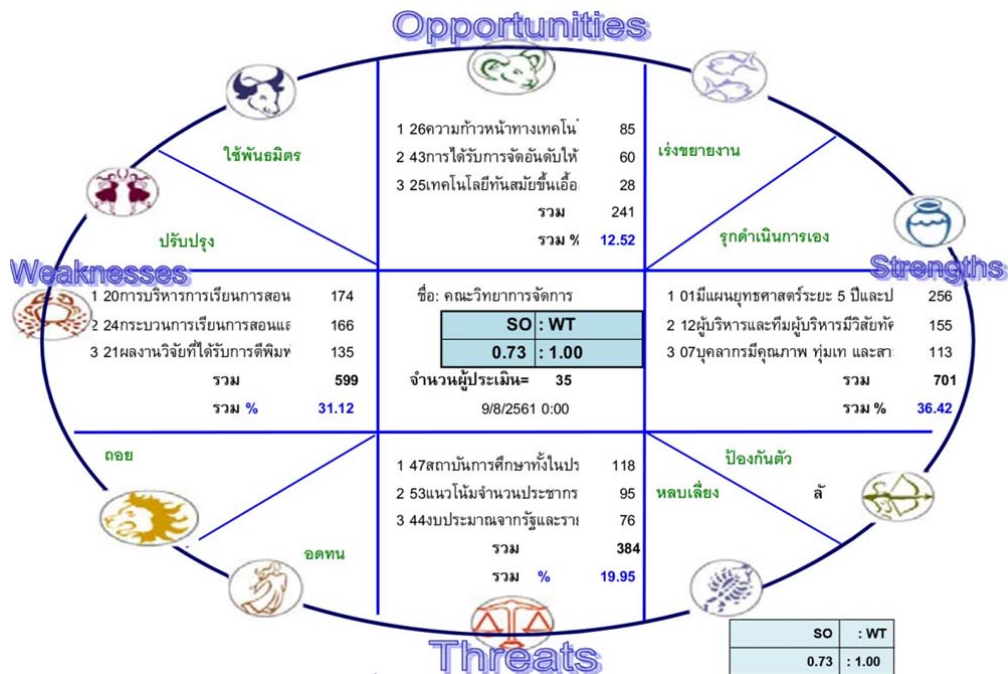 Opportunities
1 26ความก้าวหน้าทางเทคโน 85
2 43การได้รับการจัดอันดับให้ 60
3 25เทคโนโลยีทันสมัยขึ้นเอื้อ 28
รวม 241
รวม % 12.52
ใช้พันธมิตร
เร่งขยายงาน
ปรับปรุง
รุกดำเนินการเอง
Weaknesses
1 20การบริหารการเรียนการสอน 174
2 24กระบวนการเรียนการสอนแล 166
3 21ผลงานวิจัยที่ได้รับการตีพิมพ 135
รวม 599
รวม % 31.12
ชื่อ: คณะวิทยาการจัดการ
SO : WT
0.73 : 1.00
จำนวนผู้ประเมิน= 35
9/8/2561 0:00
Strengths
1 01มีแผนยุทธศาสตร์ระยะ 5 ปีและป 256
2 12ผู้บริหารและทีมผู้บริหารมีวิสัยทัศ 155
3 07บุคลากรมีคุณภาพ ทุ่มเท และสา 113
รวม 701
รวม % 36.42
ถอย
อดทน
1 47สถาบันการศึกษาทั้งในปร 118
2 53แนวโน้มจำนวนประชากร 95
3 44งบประมาณจากรัฐและราย 76
รวม 384
รวม % 19.95
ป้องกันตัว
หลบเลี่ยง
ลั
Threats
SO : WT
0.73 : 1.00